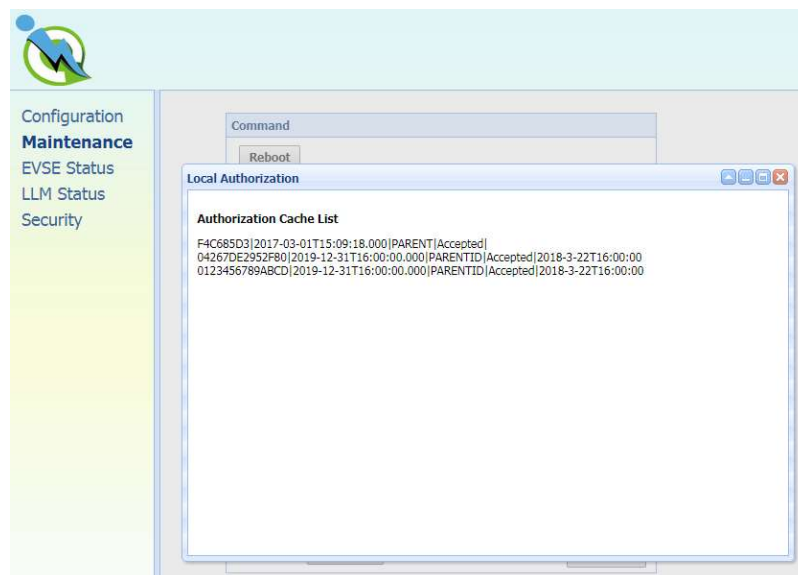 Configuration
Maintenance
EVSE Status
LLM Status
Security
Command
Reboot
Local Authorization
Authorization Cache List
F4C685D3|2017-03-01T15:09:18.000|PARENT|Accepted|
04267DE2952F80|2019-12-31T16:00:00.000|PARENTID|Accepted|2018-3-22T16:00:00
0123456789ABCD|2019-12-31T16:00:00.000|PARENTID|Accepted|2018-3-22T16:00:00